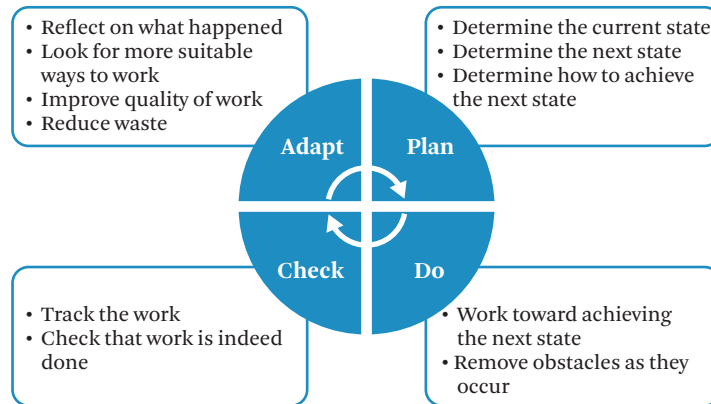 • Reflect on what happened
• Look for more suitable
ways to work
• Improve quality of work
• Reduce waste
• Determine the current state
• Determine the next state
• Determine how to achieve
the next state
Adapt
Plan
Check
Do
• Track the work
• Check that work is indeed
done
• Work toward achieving
the next state
• Remove obstacles as they
occur